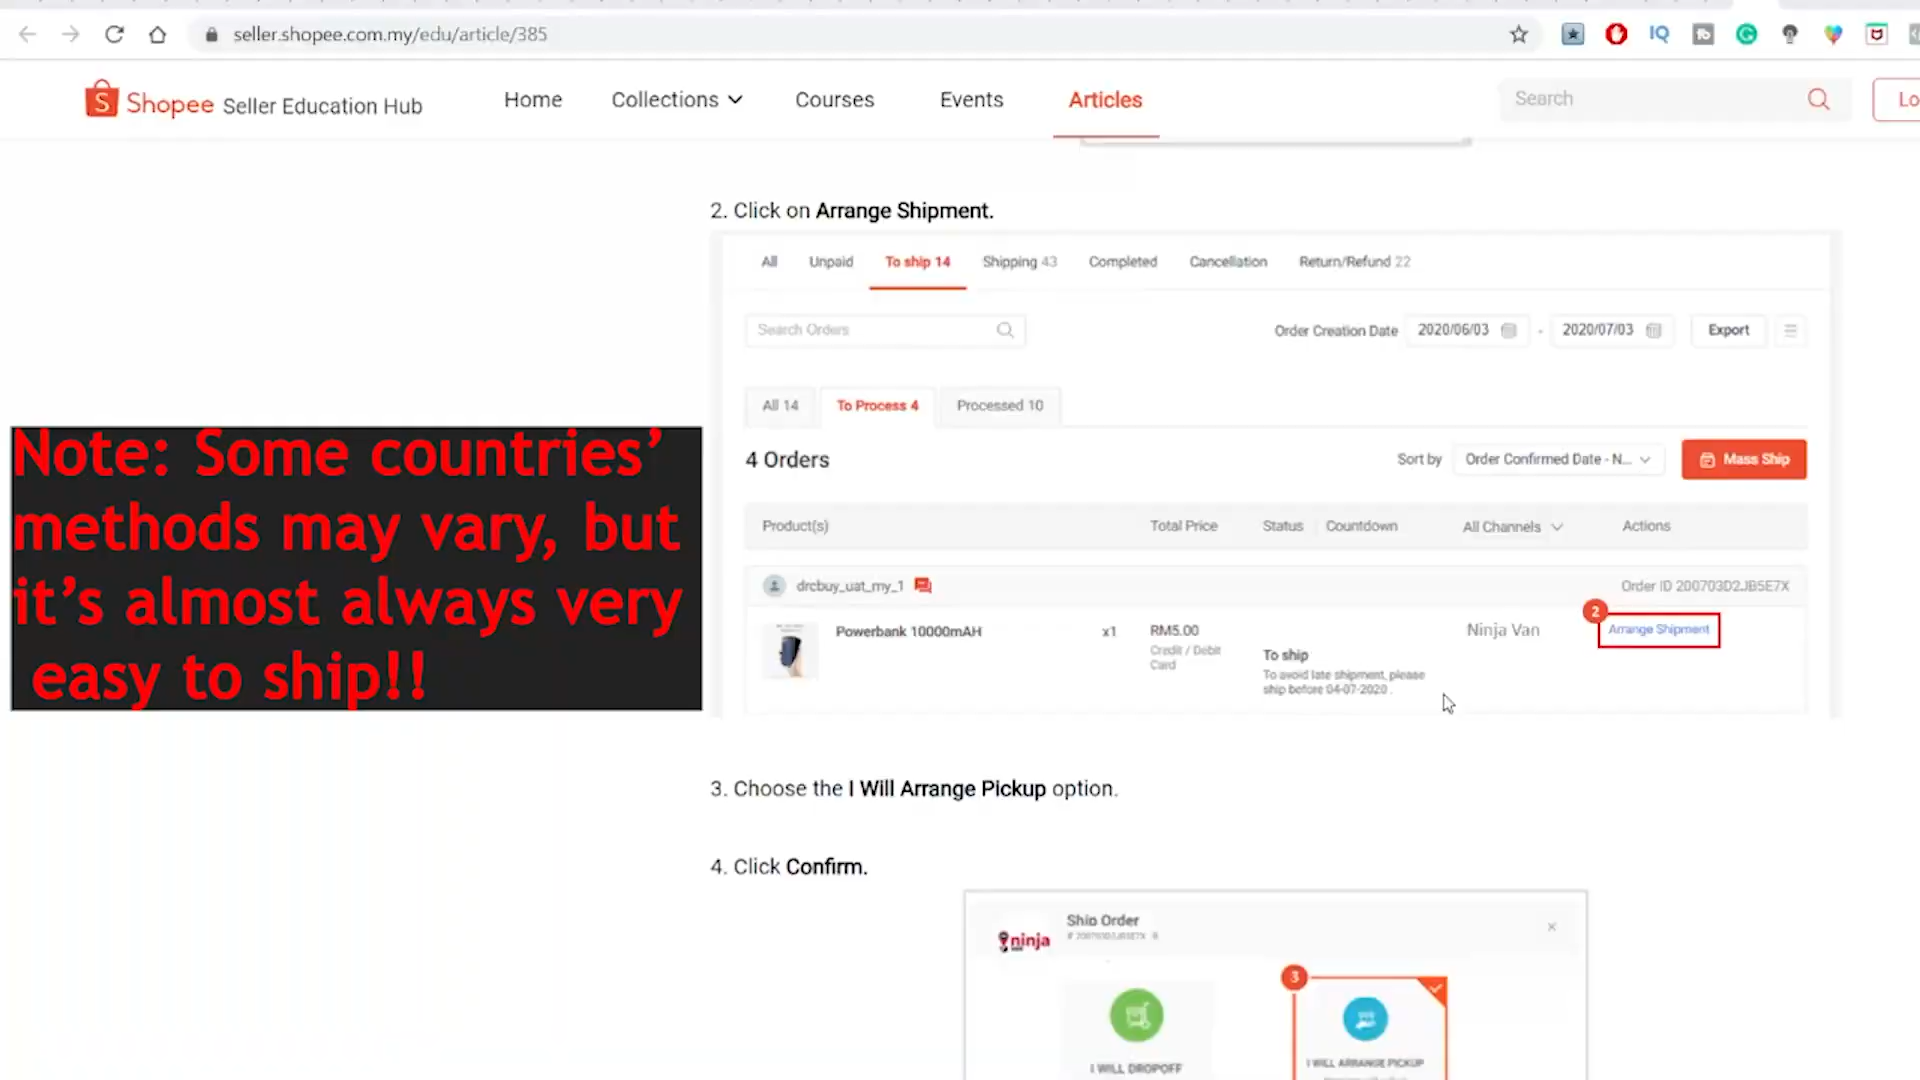 seller.shopee.com.my/edu/article/385
IQ
Shopee Seller Education Hub
Home Collections Courses Events Articles Search Lo
2. Click on Arrange Shipment.
All Unpaid To ship 14 Shipping 43 Completed Cancellation Return/Refund 22
Search Orders Order Creation Date 2020/06/03 - 2020/07/03 Export
All 14 To Process 4 Processed 10
4 Orders Sort by Order Confirmed Date - N... Mass Ship
Product(s) Total Price Status Countdown All Channels Actions
drcbuy_uat_my_1 Order ID 200703D2JB5E7X
Powerbank 10000mAH x1 RM5.00 Ninja Van 2 Arrange Shipment
Credit / Debit
Card
To ship
To avoid late shipment, please
ship before 04-07-2020 .
Note: Some countries’
methods may vary, but
it’s almost always very
easy to ship!!
3. Choose the I Will Arrange Pickup option.
4. Click Confirm.
ninja Ship Order
# 200703D2JB5E7X
3
I WILL DROPOFF I WILL ARRANGE PICKUP